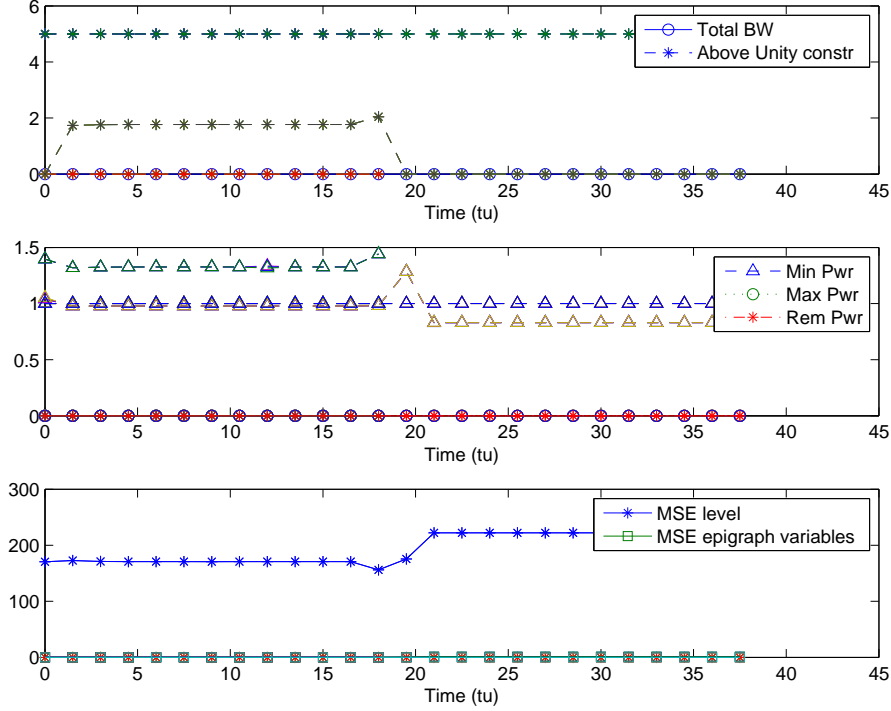 6
4
2
0
0 5 10 15 20 25 30 35 40 45
Time (tu)
Total BW
Above Unity constr
1.5
1
0.5
0
0 5 10 15 20 25 30 35 40 45
Time (tu)
Min Pwr
Max Pwr
Rem Pwr
300
200
100
0
0 5 10 15 20 25 30 35 40 45
Time (tu)
MSE level
MSE epigraph variables